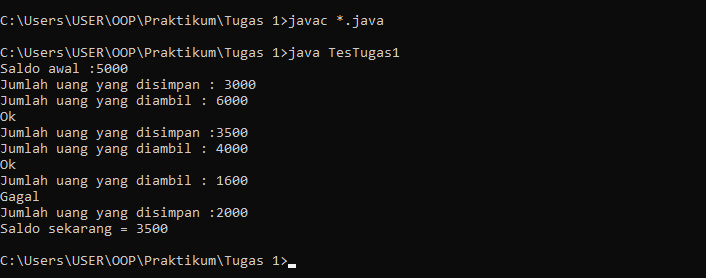 C:\Users\USER\OOP\Praktikum\Tugas 1>javac *.java
C:\Users\USER\OOP\Praktikum\Tugas 1>java TesTugas1
Saldo awal :5000
Jumlah uang yang disimpan : 3000
Jumlah uang yang diambil : 6000
Ok
Jumlah uang yang disimpan :3500
Jumlah uang yang diambil : 4000
Ok
Jumlah uang yang diambil : 1600
Gagal
Jumlah uang yang disimpan :2000
Saldo sekarang = 3500
C:\Users\USER\OOP\Praktikum\Tugas 1>